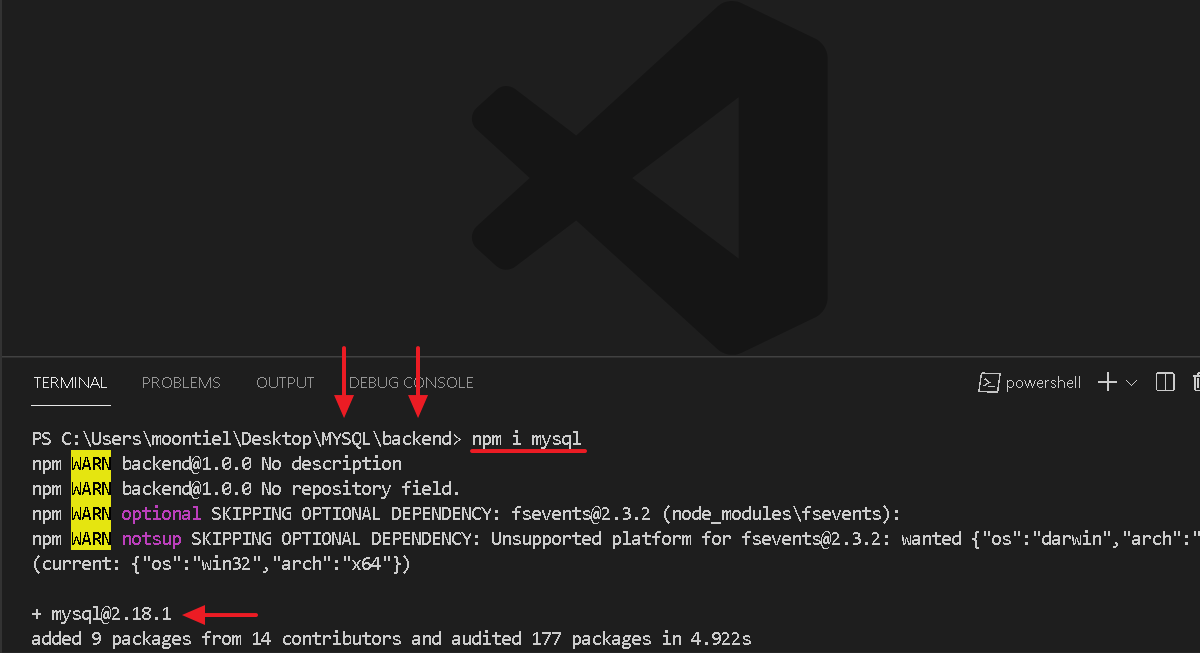 TERMINAL PROBLEMS OUTPUT DEBUG CONSOLE powershell
PS C:\Users\moontiel\Desktop\MYSQL\backend> npm i mysql
npm WARN backend@1.0.0 No description
npm WARN backend@1.0.0 No repository field.
npm WARN optional SKIPPING OPTIONAL DEPENDENCY: fsevents@2.3.2 (node_modules\fsevents):
npm WARN notsup SKIPPING OPTIONAL DEPENDENCY: Unsupported platform for fsevents@2.3.2: wanted {"os":"darwin","arch":"
(current: {"os":"win32","arch":"x64"})
+ mysql@2.18.1
added 9 packages from 14 contributors and audited 177 packages in 4.922s